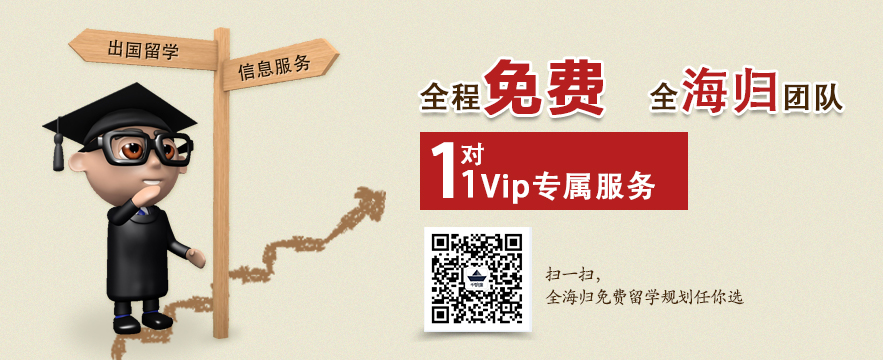 出国留学
信息服务
全程免费 全海归团队
1对1Vip专属服务
扫一扫，
全海归免费留学规划任你选